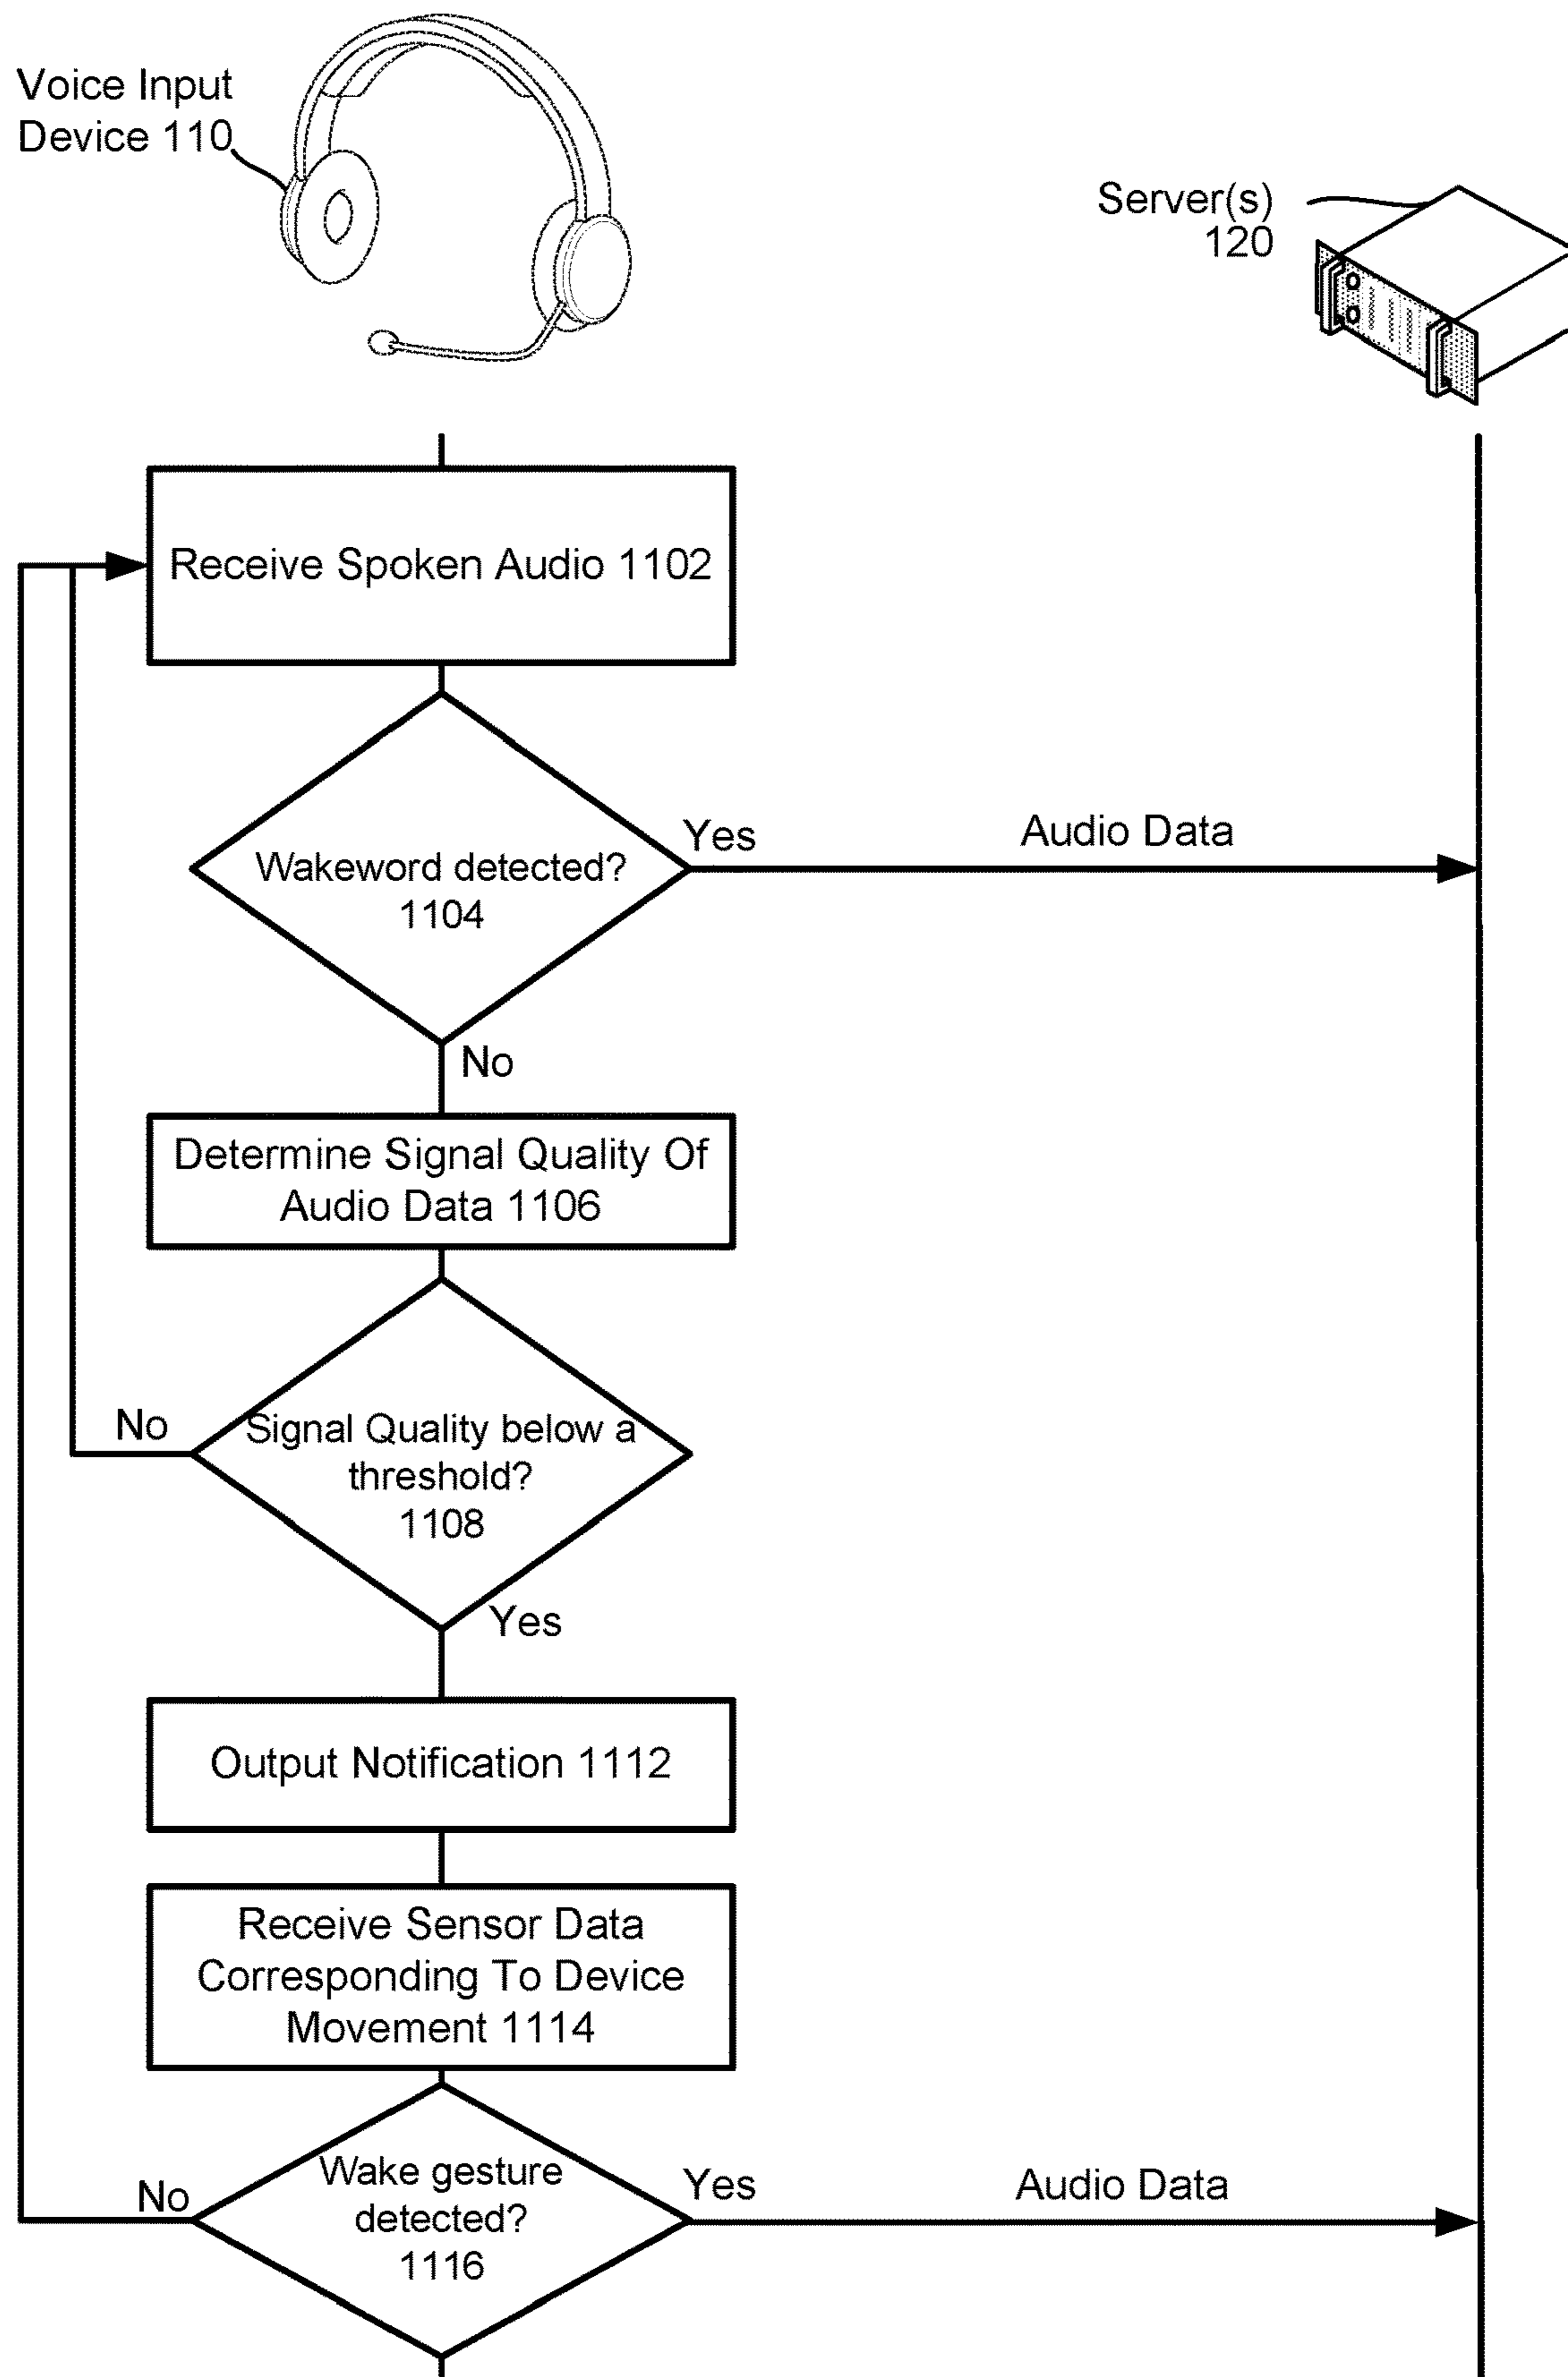 Voice Input
Device 110
Server(s)
120
Receive Spoken Audio 1102
Wakeword detected?
1104
Yes
Audio Data
No
Determine Signal Quality Of
Audio Data 1106
Signal Quality below a
threshold?
1108
No
Yes
Output Notification 1112
Receive Sensor Data
Corresponding To Device
Movement 1114
Wake gesture
detected?
1116
No
Yes
Audio Data